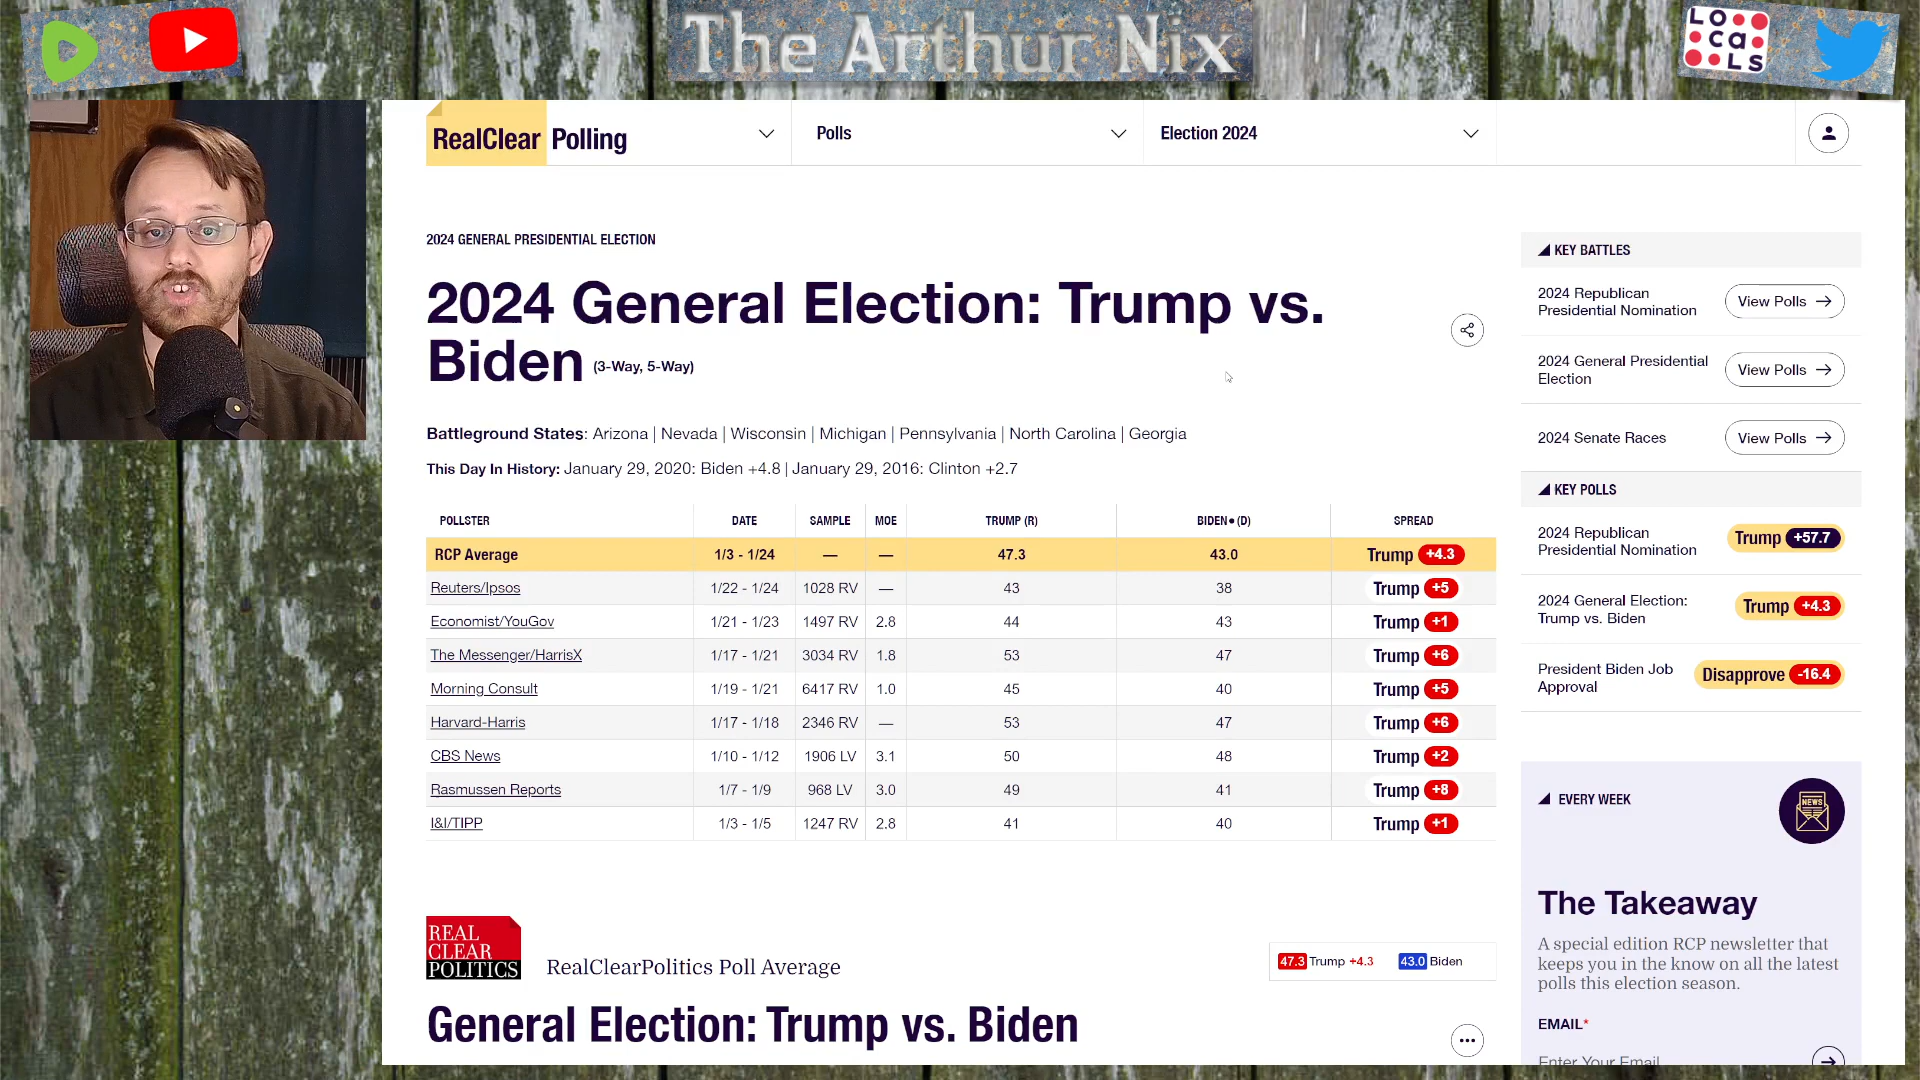 The Arthur Nix
LO
ca
LS
RealClear Polling
Polls
Election 2024
2024 GENERAL PRESIDENTIAL ELECTION
2024 General Election: Trump vs.
Biden (3-Way, 5-Way)
Battleground States: Arizona | Nevada | Wisconsin | Michigan | Pennsylvania | North Carolina | Georgia
This Day In History: January 29, 2020: Biden +4.8 | January 29, 2016: Clinton +2.7
POLLSTER DATE SAMPLE MOE TRUMP (R) BIDEN• (D) SPREAD
RCP Average 1/3 - 1/24 — — 47.3 43.0 Trump +4.3
Reuters/Ipsos 1/22 - 1/24 1028 RV — 43 38 Trump +5
Economist/YouGov 1/21 - 1/23 1497 RV 2.8 44 43 Trump +1
The Messenger/HarrisX 1/17 - 1/21 3034 RV 1.8 53 47 Trump +6
Morning Consult 1/19 - 1/21 6417 RV 1.0 45 40 Trump +5
Harvard-Harris 1/17 - 1/18 2346 RV — 53 47 Trump +6
CBS News 1/10 - 1/12 1906 LV 3.1 50 48 Trump +2
Rasmussen Reports 1/7 - 1/9 968 LV 3.0 49 41 Trump +8
I&I/TIPP 1/3 - 1/5 1247 RV 2.8 41 40 Trump +1
REAL
CLEAR
POLITICS
RealClearPolitics Poll Average
47.3 Trump +4.3 43.0 Biden
General Election: Trump vs. Biden
KEY BATTLES
2024 Republican
Presidential Nomination
View Polls →
2024 General Presidential
Election
View Polls →
2024 Senate Races
View Polls →
KEY POLLS
2024 Republican
Presidential Nomination
Trump +57.7
2024 General Election:
Trump vs. Biden
Trump +4.3
President Biden Job
Approval
Disapprove -16.4
EVERY WEEK
NEWS
The Takeaway
A special edition RCP newsletter that
keeps you in the know on all the latest
polls this election season.
EMAIL*
Enter Your Email